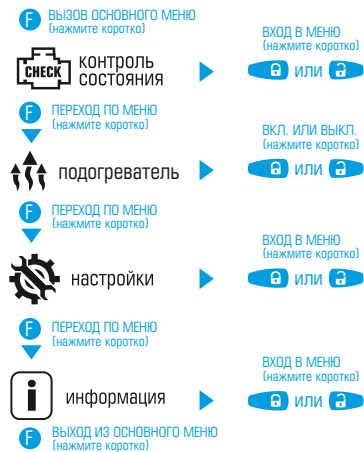 F ВЫЗОВ ОСНОВНОГО МЕНЮ
(нажмите коротко)
ВХОД В МЕНЮ
(нажмите коротко)
CHECK контроль
состояния
или
F ПЕРЕХОД ПО МЕНЮ
(нажмите коротко)
ВКЛ. ИЛИ ВЫКЛ.
(нажмите коротко)
подогреватель
или
F ПЕРЕХОД ПО МЕНЮ
(нажмите коротко)
ВХОД В МЕНЮ
(нажмите коротко)
настройки
или
F ПЕРЕХОД ПО МЕНЮ
(нажмите коротко)
ВХОД В МЕНЮ
(нажмите коротко)
i информация
или
F ВЫХОД ИЗ ОСНОВНОГО МЕНЮ
(нажмите коротко)